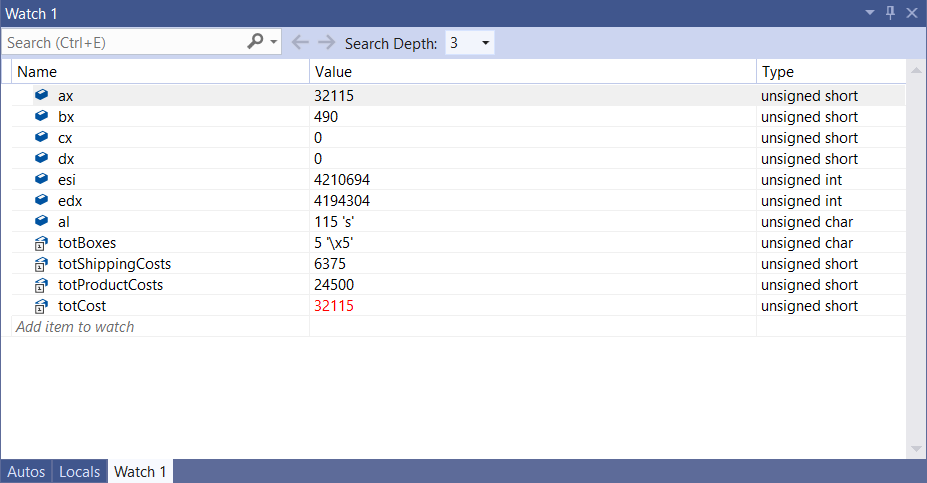 Watch 1
Search (Ctrl+E) Search Depth: 3
Name Value Type
ax 32115 unsigned short
bx 490 unsigned short
cx 0 unsigned short
dx 0 unsigned short
esi 4210694 unsigned int
edx 4194304 unsigned int
al 115 's' unsigned char
totBoxes 5 '\x5' unsigned char
totShippingCosts 6375 unsigned short
totProductCosts 24500 unsigned short
totCost 32115 unsigned short
Add item to watch
Autos Locals Watch 1